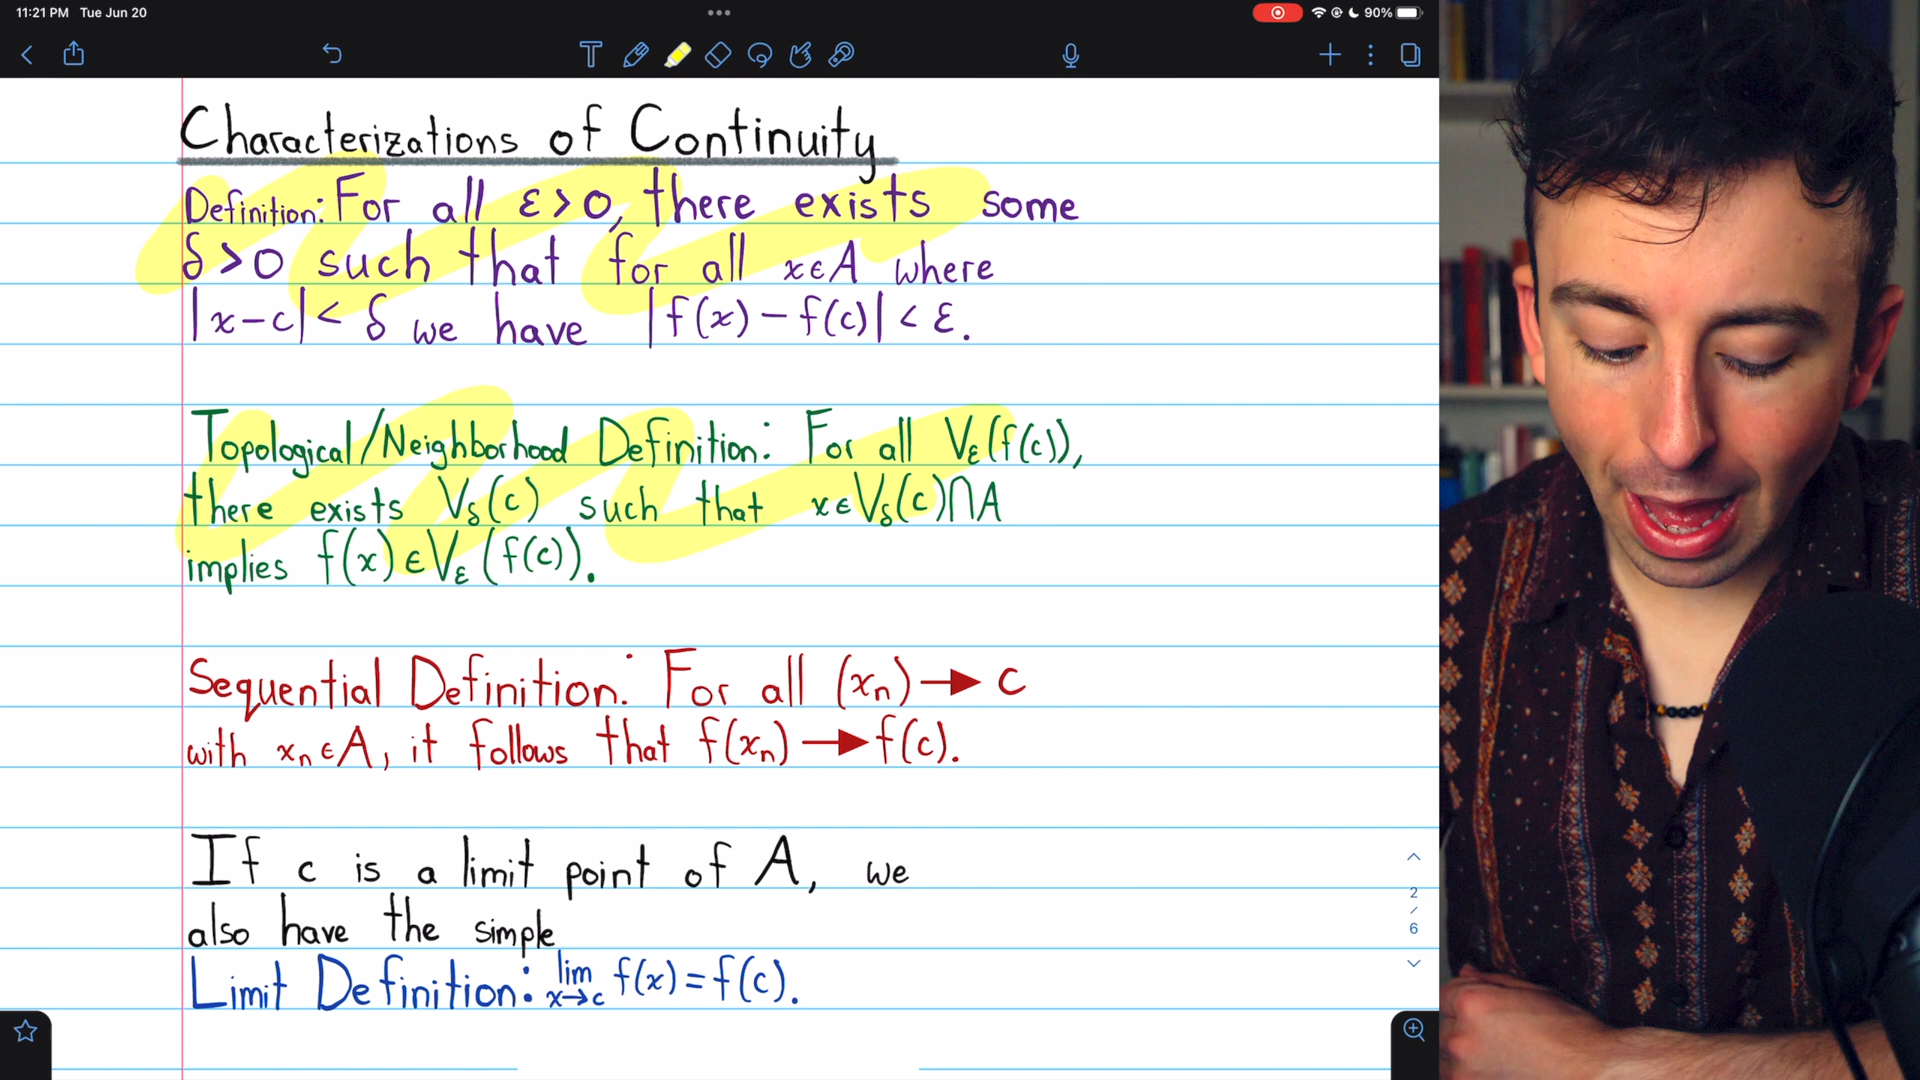 11:21 PM Tue Jun 20
90%
Characterizations of Continuity
Definition: For all ε>0, there exists some
δ>0 such that for all x∈A where
|x-c|<δ we have |f(x)-f(c)|<ε.
Topological/Neighborhood Definition: For all Vε(f(c)),
there exists Vδ(c) such that x∈Vδ(c)∩A
implies f(x)∈Vε(f(c)).
Sequential Definition: For all (xₙ)→c
with xₙ∈A, it follows that f(xₙ)→f(c).
If c is a limit point of A, we
also have the simple
Limit Definition: lim x→c f(x)=f(c).
2
/
6